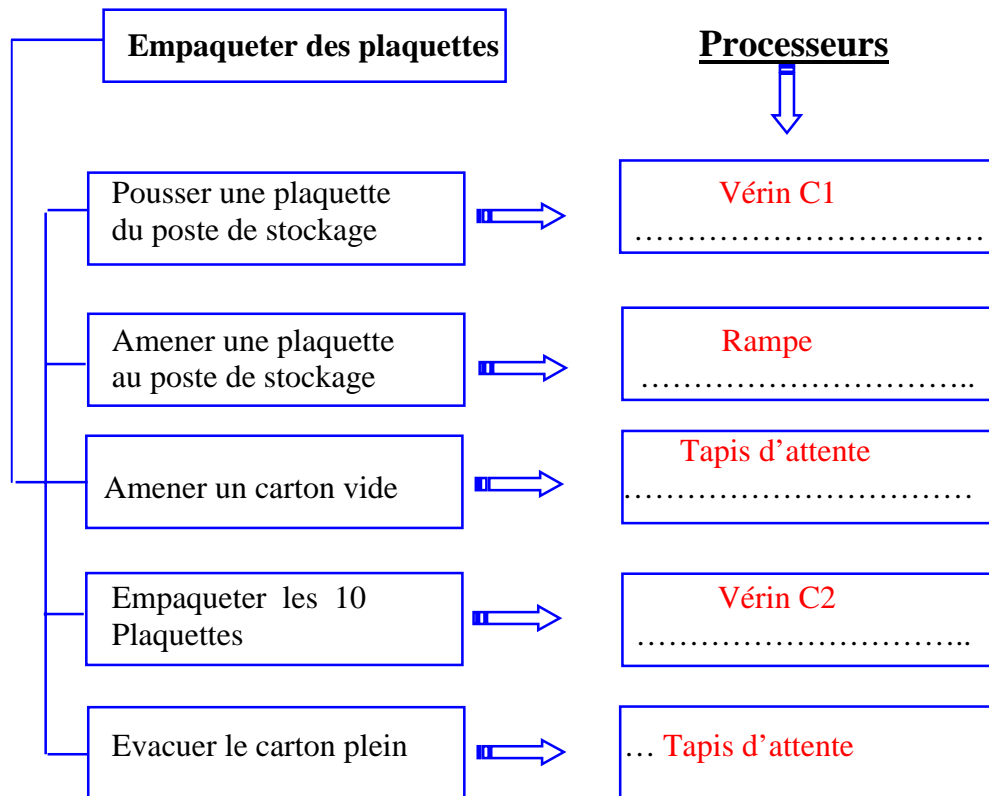 Empaqueter des plaquettes
Processeurs
Pousser une plaquette
du poste de stockage
Vérin C1
……………………………
Amener une plaquette
au poste de stockage
Rampe
…………………………..
Amener un carton vide
Tapis d’attente
……………………………
Empaqueter les 10
Plaquettes
Vérin C2
…………………………..
Evacuer le carton plein
… Tapis d’attente